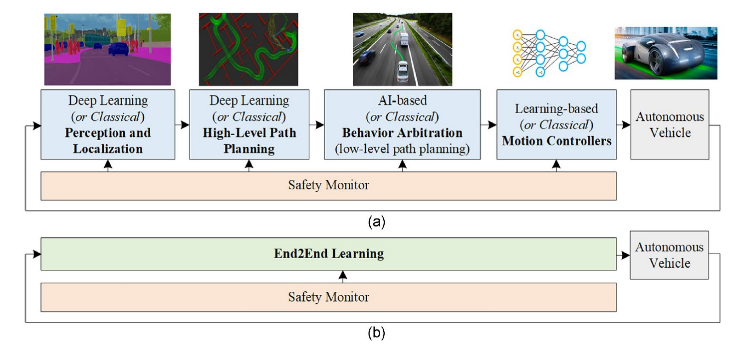 Deep Learning
(or Classical)
Perception and
Localization
Deep Learning
(or Classical)
High-Level Path
Planning
AI-based
(or Classical)
Behavior Arbitration
(low-level path planning)
Learning-based
(or Classical)
Motion Controllers
Autonomous
Vehicle
Safety Monitor
(a)
End2End Learning
Autonomous
Vehicle
Safety Monitor
(b)